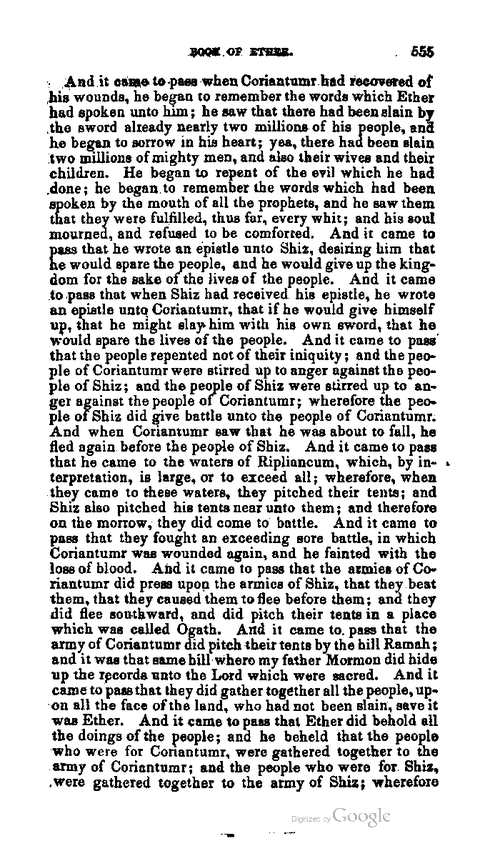 BOOK OF ETHER. 555
And it came to pass when Coriantumr had recovered of
his wounds, he began to remember the words which Ether
had spoken unto him; he saw that there had been slain by
the sword already nearly two millions of his people, and
he began to sorrow in his heart; yea, there had been slain
two millions of mighty men, and also their wives and their
children. He began to repent of the evil which he had
done; he began to remember the words which had been
spoken by the mouth of all the prophets, and he saw them
that they were fulfilled, thus far, every whit; and his soul
mourned, and refused to be comforted. And it came to
pass that he wrote an epistle unto Shiz, desiring him that
he would spare the people, and he would give up the king-
dom for the sake of the lives of the people. And it came
to pass that when Shiz had received his epistle, he wrote
an epistle unto Coriantumr, that if he would give himself
up, that he might slay him with his own sword, that he
would spare the lives of the people. And it came to pass
that the people repented not of their iniquity; and the peo-
ple of Coriantumr were stirred up to anger against the peo-
ple of Shiz; and the people of Shiz were stirred up to an-
ger against the people of Coriantumr; wherefore the peo-
ple of Shiz did give battle unto the people of Coriantumr.
And when Coriantumr saw that he was about to fall, he
fled again before the people of Shiz. And it came to pass
that he came to the waters of Ripliancum, which, by in-
terpretation, is large, or to exceed all; wherefore, when
they came to these waters, they pitched their tents; and
Shiz also pitched his tents near unto them; and therefore
on the morrow, they did come to battle. And it came to
pass that they fought an exceeding sore battle, in which
Coriantumr was wounded again, and he fainted with the
loss of blood. And it came to pass that the armies of Co-
riantumr did press upon the armies of Shiz, that they beat
them, that they caused them to flee before them; and they
did flee southward, and did pitch their tents in a place
which was called Ogath. And it came to pass that the
army of Coriantumr did pitch their tents by the hill Ramah;
and it was that same hill where my father Mormon did hide
up the records unto the Lord which were sacred. And it
came to pass that they did gather together all the people, up-
on all the face of the land, who had not been slain, save it
was Ether. And it came to pass that Ether did behold all
the doings of the people; and he beheld that the people
who were for Coriantumr, were gathered together to the
army of Coriantumr; and the people who were for Shiz,
were gathered together to the army of Shiz; wherefore
Digitized by Google